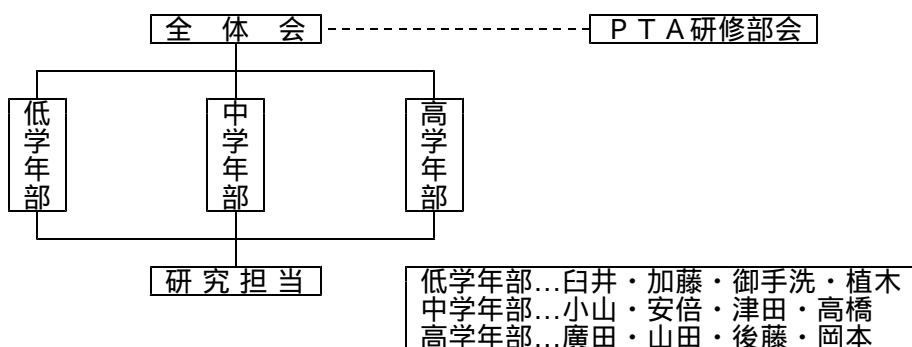 全 体 会
ＰＴＡ研修部会
低学年部
中学年部
高学年部
研究担当
低学年部…臼井・加藤・御手洗・植木
中学年部…小山・安倍・津田・高橋
高学年部…廣田・山田・後藤・岡本